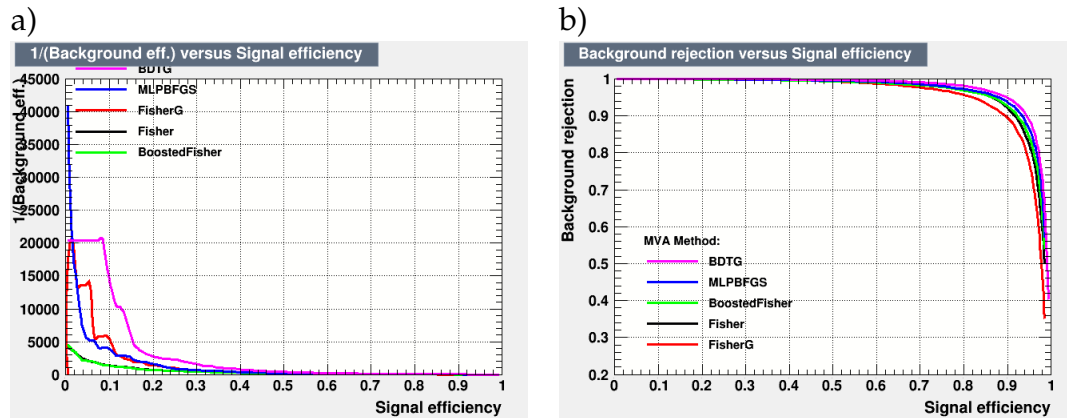 a)
1/(Background eff.) versus Signal efficiency
1/(Background eff.)
45000
40000
35000
30000
25000
20000
15000
10000
5000
0
BDTG
MLPBFGS
FisherG
Fisher
BoostedFisher
0 0.1 0.2 0.3 0.4 0.5 0.6 0.7 0.8 0.9 1
Signal efficiency
b)
Background rejection versus Signal efficiency
Background rejection
1
0.9
0.8
0.7
0.6
0.5
0.4
0.3
0.2
MVA Method:
BDTG
MLPBFGS
BoostedFisher
Fisher
FisherG
0 0.1 0.2 0.3 0.4 0.5 0.6 0.7 0.8 0.9 1
Signal efficiency